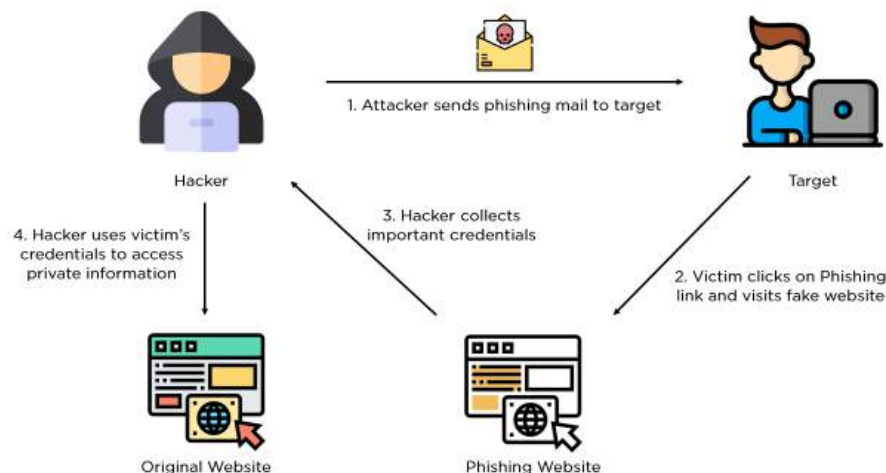 1. Attacker sends phishing mail to target
Hacker
Target
3. Hacker collects
important credentials
4. Hacker uses victim's
credentials to access
private information
2. Victim clicks on Phishing
link and visits fake website
Original Website
Phishing Website